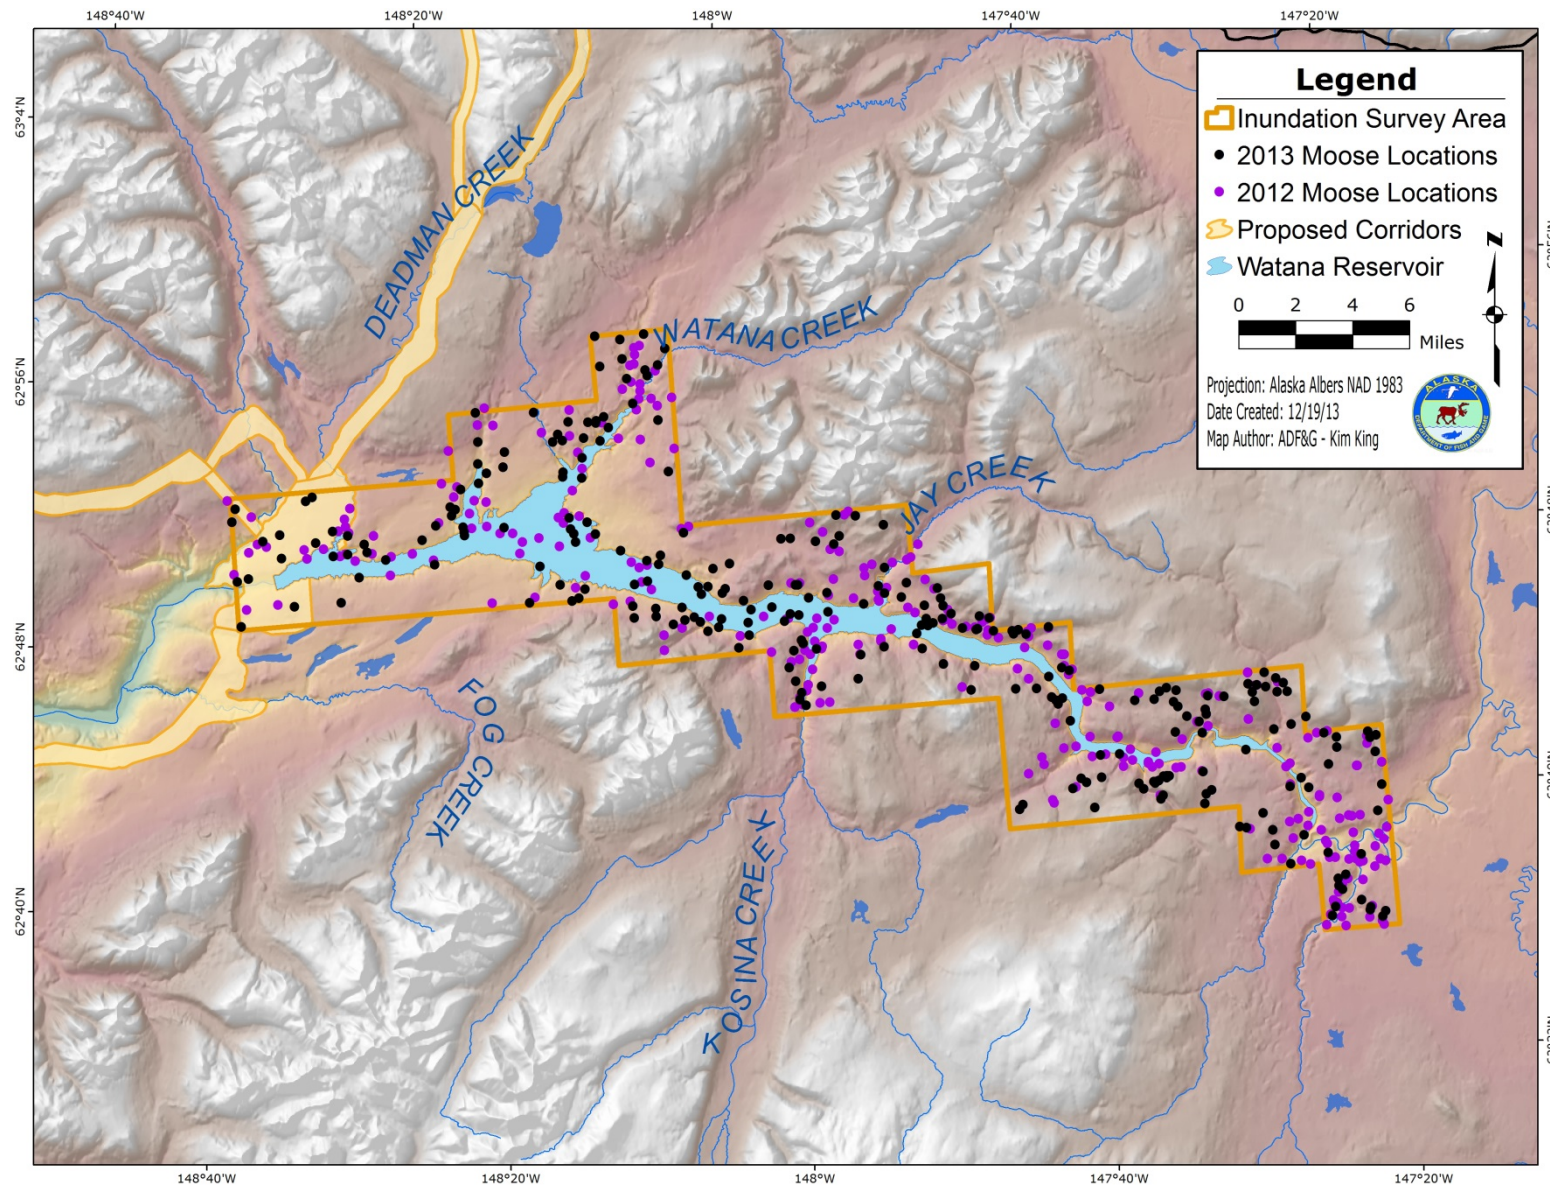 148°40'W
148°20'W
148°W
147°40'W
147°20'W
63°4'N
62°56'N
62°48'N
62°40'N
Legend
Inundation Survey Area
2013 Moose Locations
2012 Moose Locations
Proposed Corridors
Watana Reservoir
N
0 2 4 6
Miles
Projection: Alaska Albers NAD 1983
Date Created: 12/19/13
Map Author: ADF&G - Kim King
ALASKA
DEPARTMENT OF FISH AND GAME
DEADMAN CREEK
WATANA CREEK
JAY CREEK
FOG CREEK
KOSINA CREEK
148°40'W
148°20'W
148°W
147°40'W
147°20'W